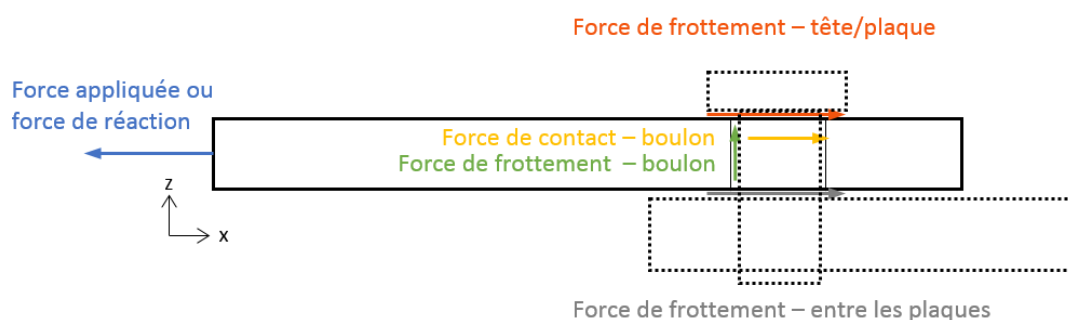 Force de frottement – tête/plaque
Force appliquée ou
force de réaction
Force de contact – boulon
Force de frottement – boulon
z
x
Force de frottement – entre les plaques